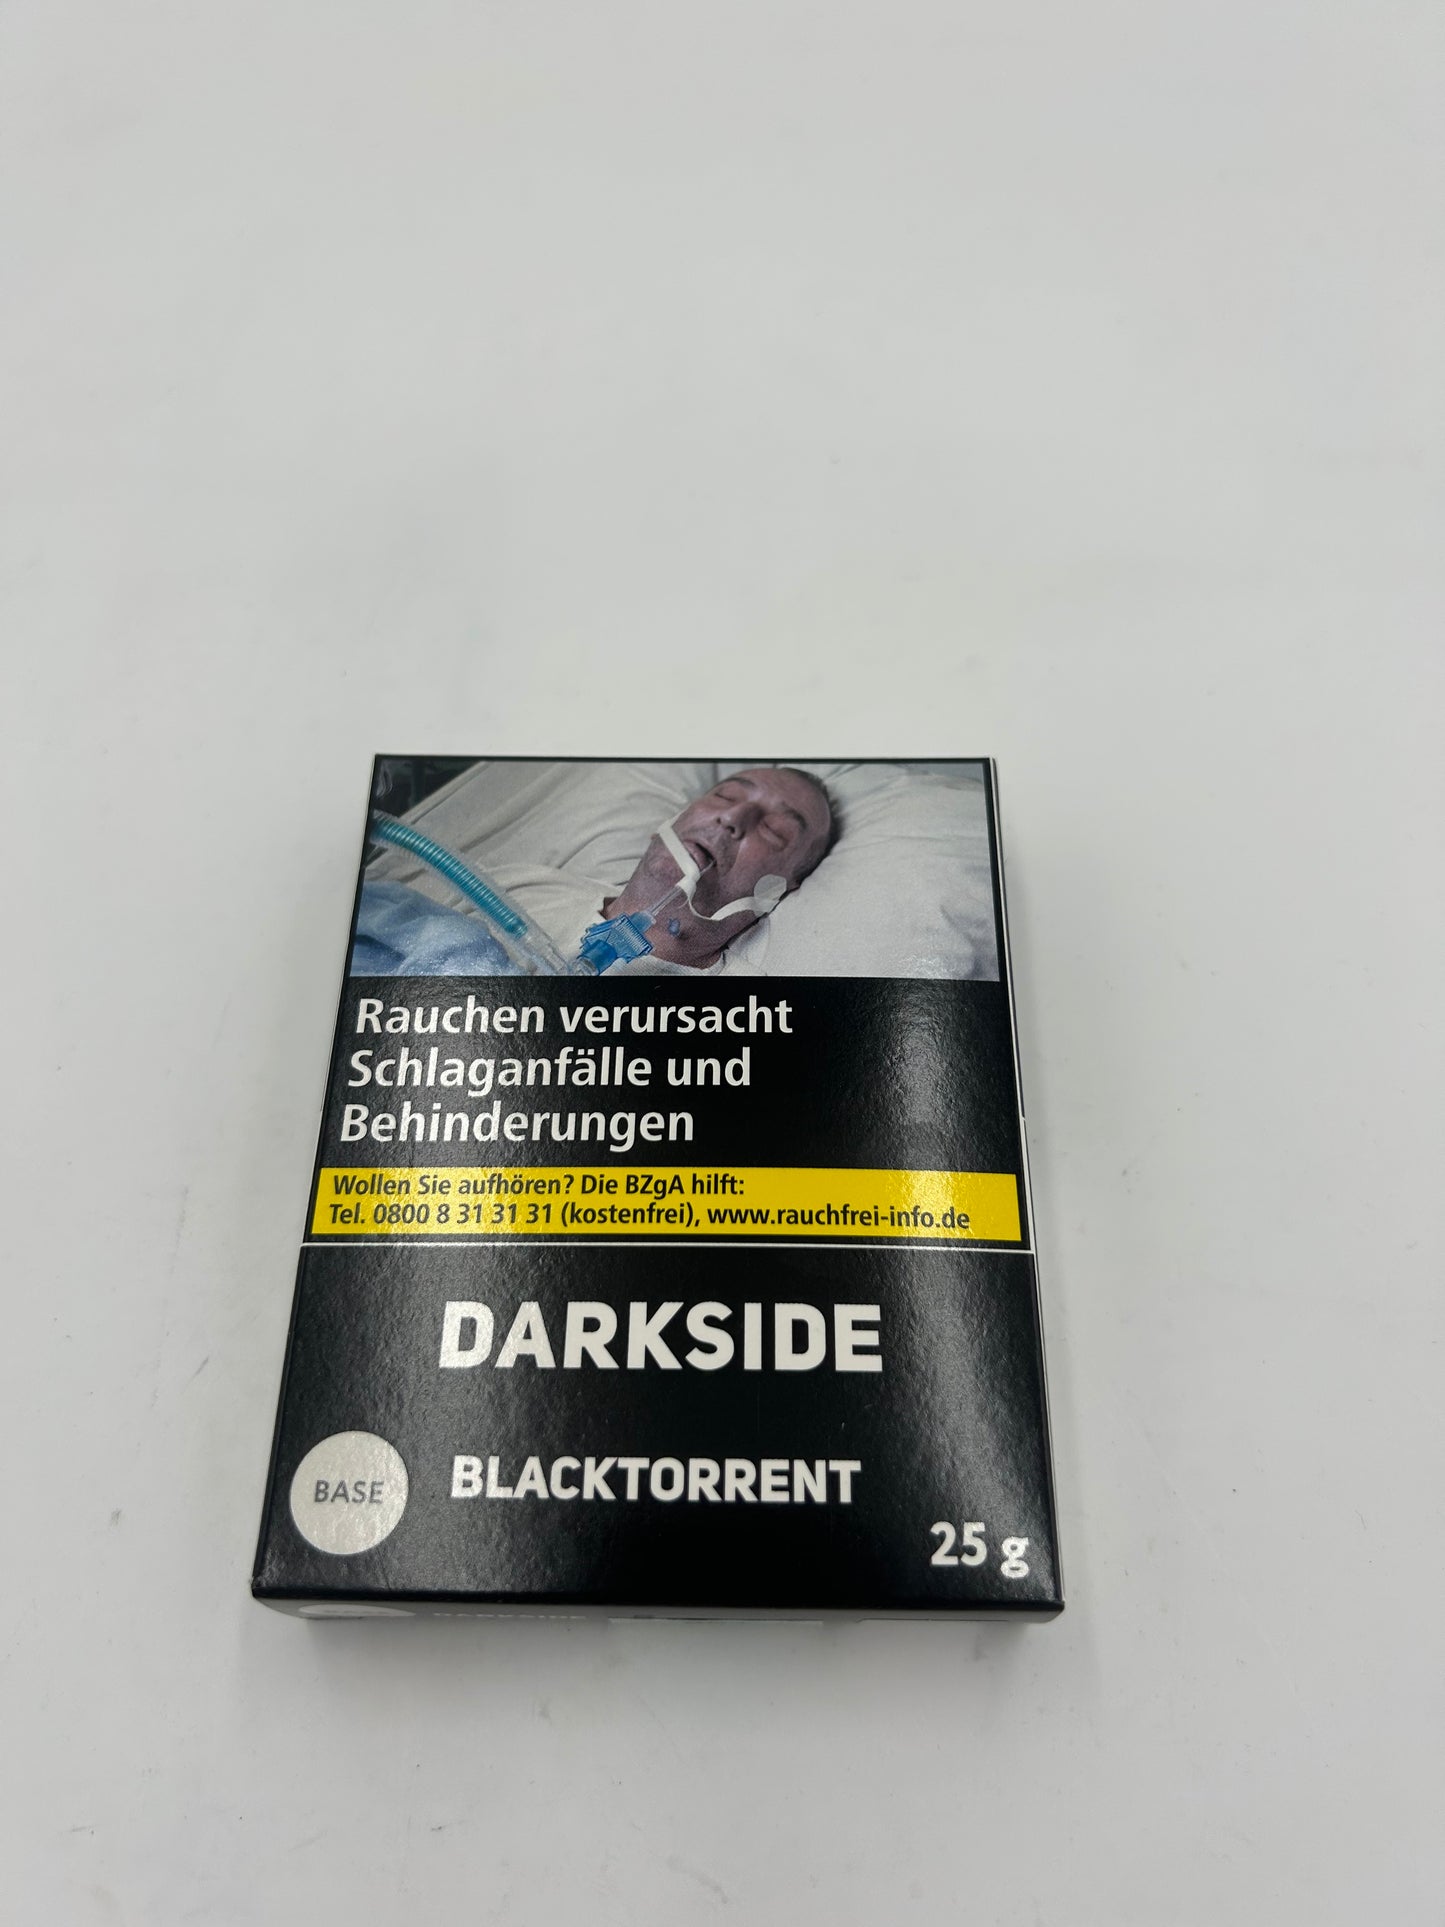 Rauchen verursacht
Schlaganfälle und
Behinderungen
Wollen Sie aufhören? Die BZgA hilft:
Tel. 0800 8 31 31 31 (kostenfrei), www.rauchfrei-info.de
DARKSIDE
BASE
BLACKTORRENT
25 g
DARKSIDE